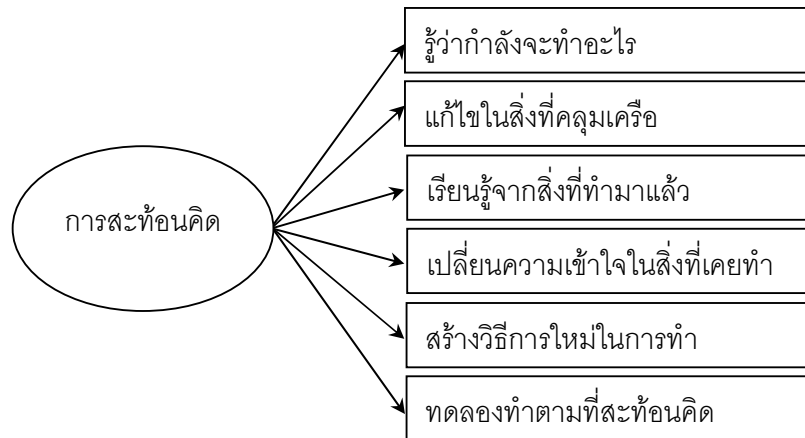 รู้ว่ากำลังจะทำอะไร
แก้ไขในสิ่งที่คลุมเครือ
เรียนรู้จากสิ่งที่ทำมาแล้ว
การสะท้อนคิด
เปลี่ยนความเข้าใจในสิ่งที่เคยทำ
สร้างวิธีการใหม่ในการทำ
ทดลองทำตามที่สะท้อนคิด